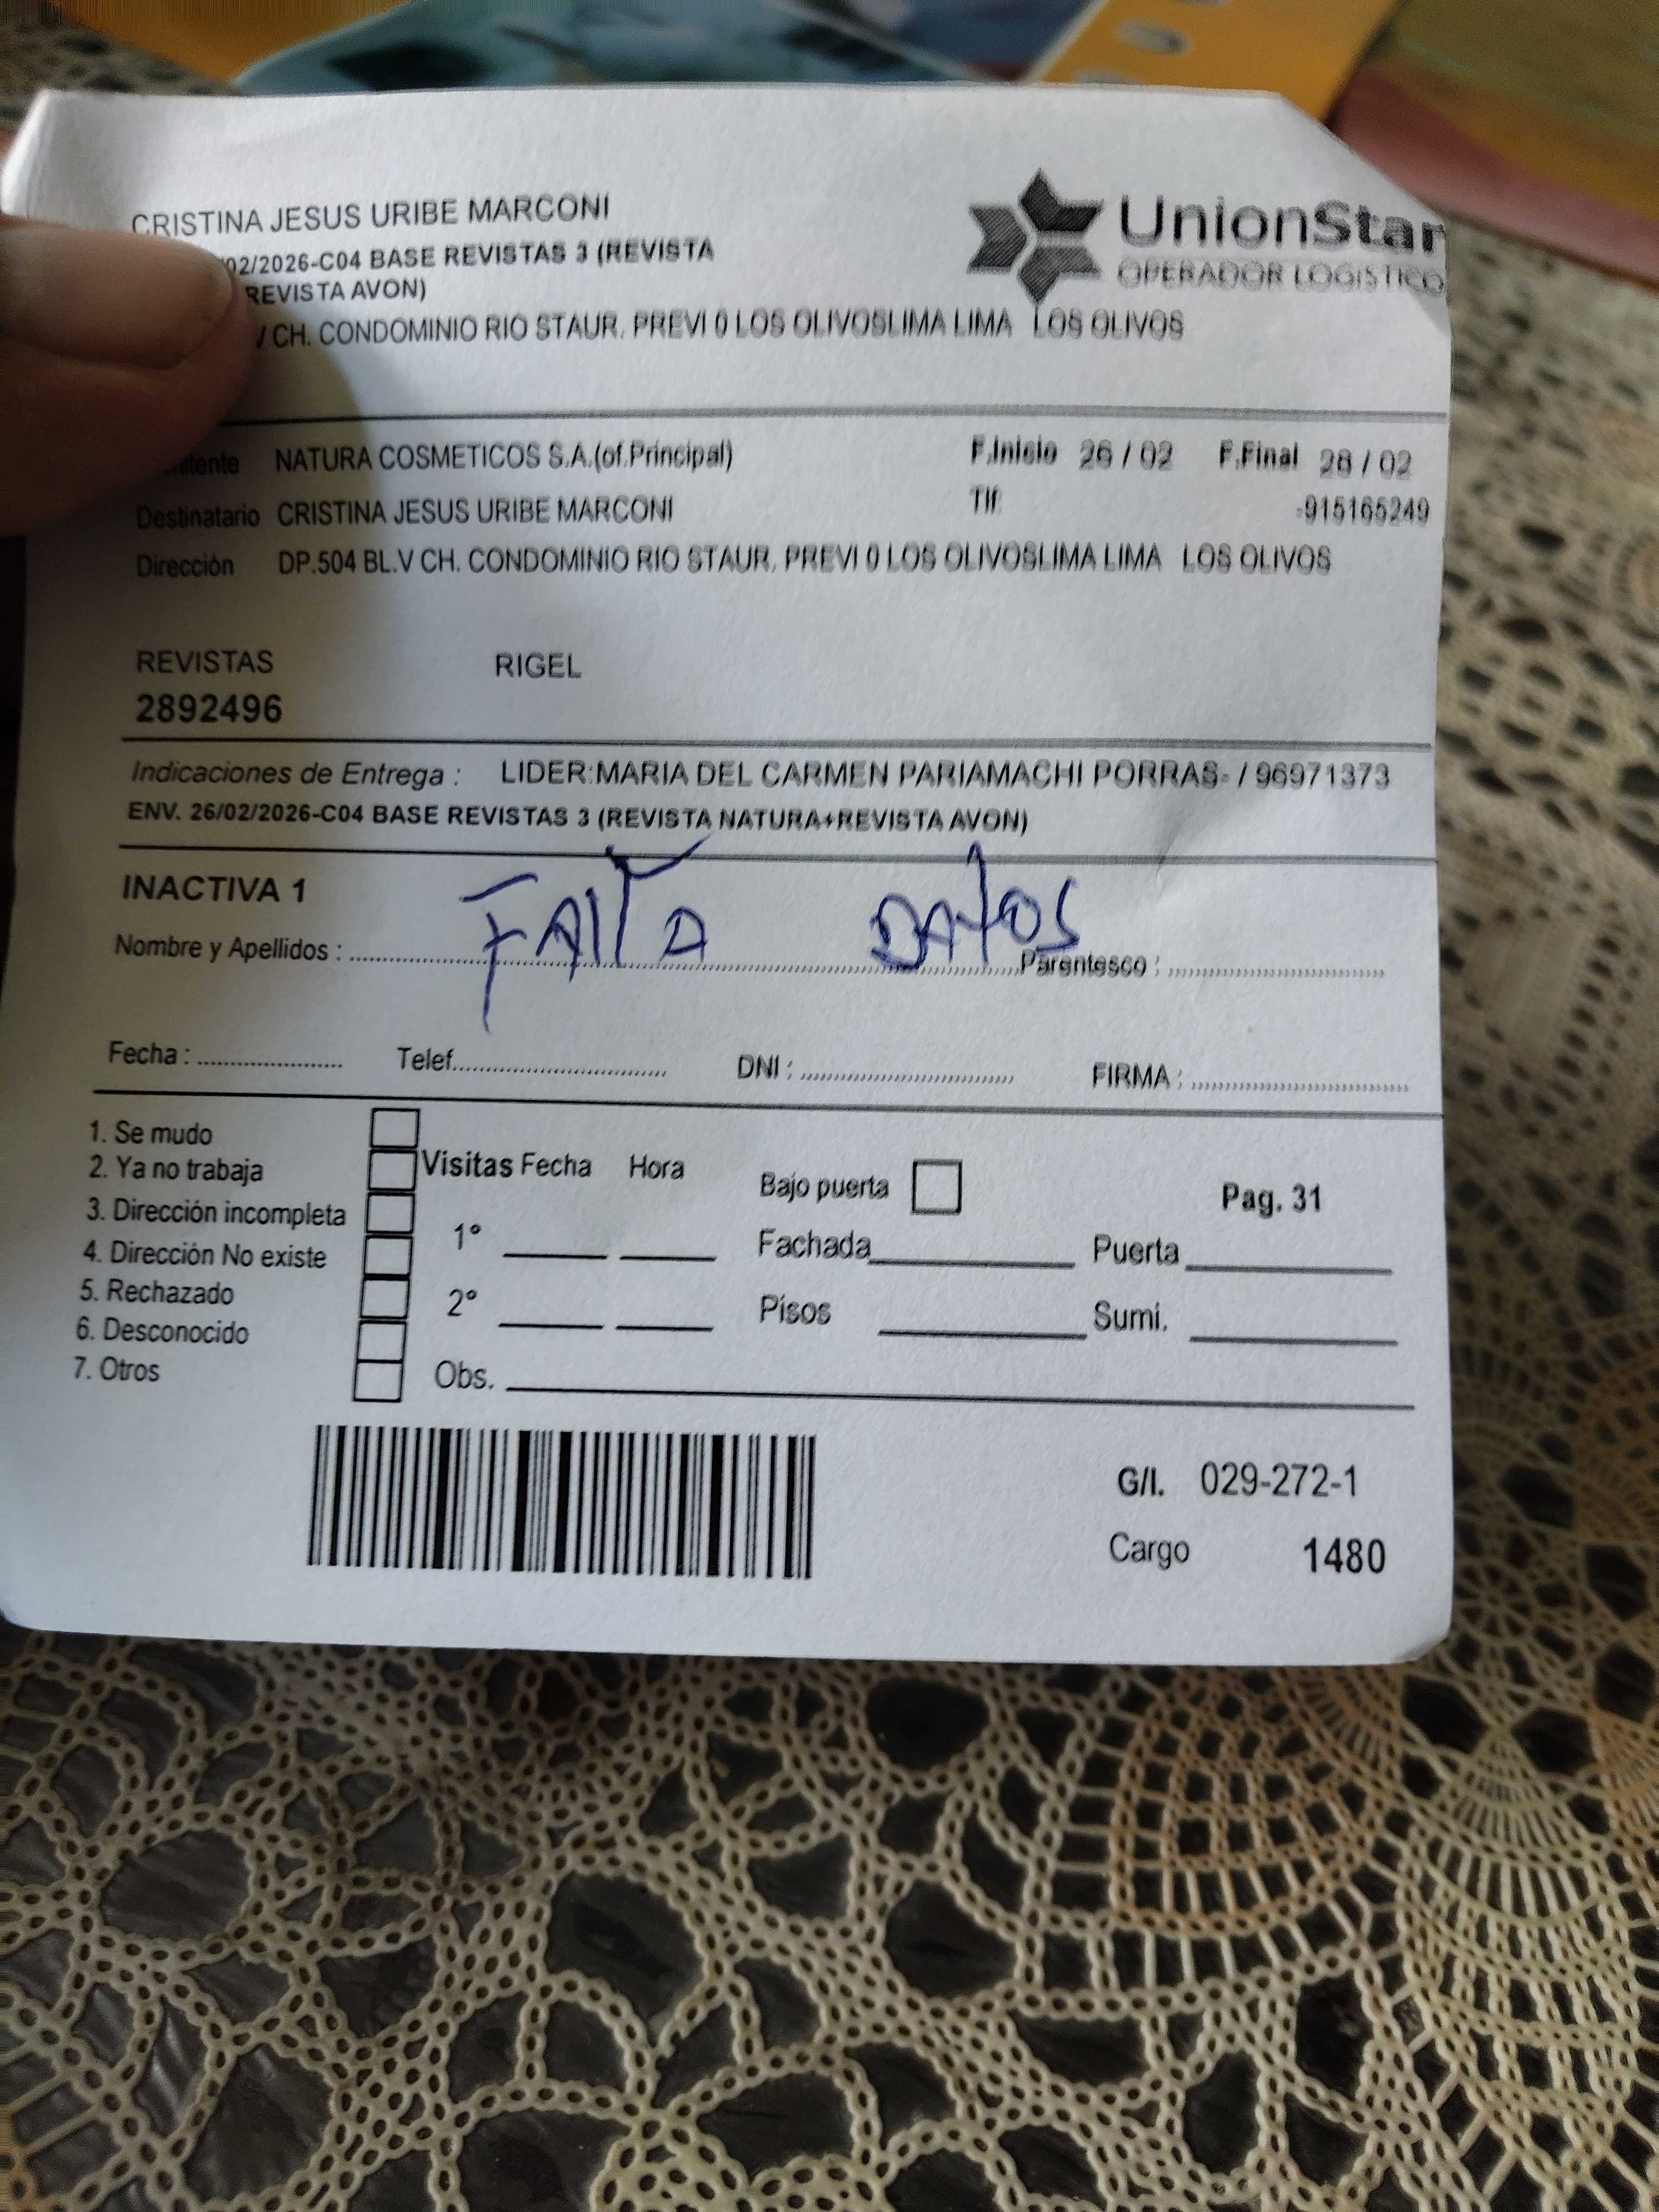 CRISTINA JESUS URIBE MARCONI
UnionStar
OPERADOR LOGISTICO
02/2026-C04 BASE REVISTAS 3 (REVISTA
REVISTA AVON)
V CH. CONDOMINIO RIO STAUR. PREVI 0 LOS OLIVOSLIMA LIMA LOS OLIVOS
NATURA COSMETICOS S.A.(of.Principal) F.Inicio 26 / 02 F.Final 28 / 02
Destinatario CRISTINA JESUS URIBE MARCONI Tlf: -915165249
Dirección DP.504 BL.V CH. CONDOMINIO RIO STAUR. PREVI 0 LOS OLIVOSLIMA LIMA LOS OLIVOS
REVISTAS RIGEL
2892496
Indicaciones de Entrega : LIDER:MARIA DEL CARMEN PARIAMACHI PORRAS- / 96971373
ENV. 26/02/2026-C04 BASE REVISTAS 3 (REVISTA NATURA+REVISTA AVON)
INACTIVA 1
FALTA DATOS
Nombre y Apellidos : Parentesco :
Fecha : Telef. DNI : FIRMA :
1. Se mudo
2. Ya no trabaja
3. Dirección incompleta
4. Dirección No existe
5. Rechazado
6. Desconocido
7. Otros
Visitas Fecha Hora
1°
2°
Obs.
Bajo puerta
Pag. 31
Fachada Puerta
Pisos Sumi.
G/I. 029-272-1
Cargo 1480